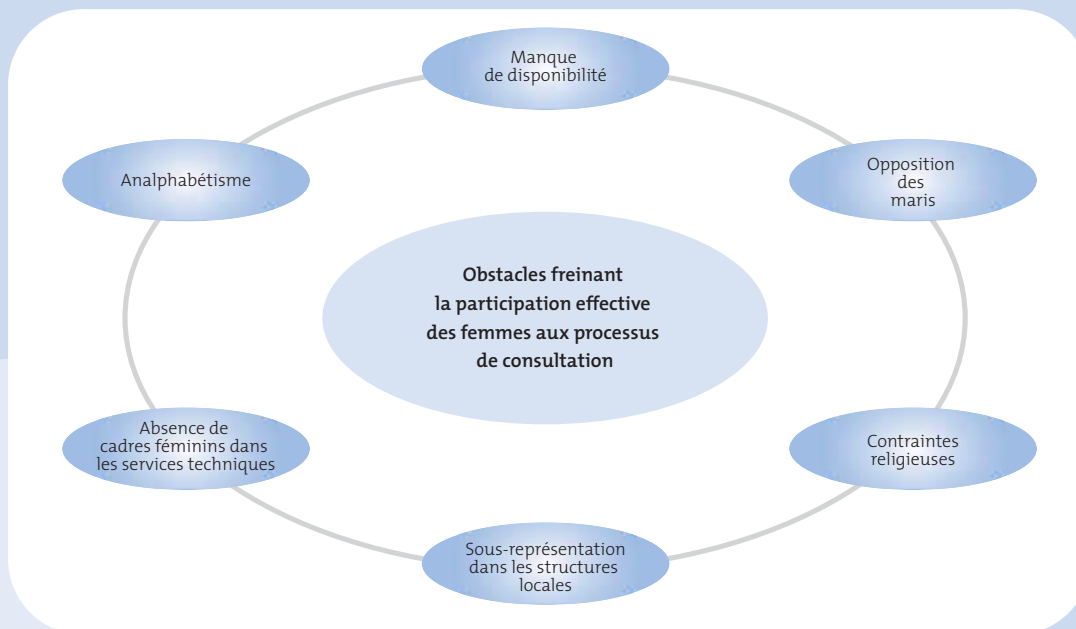 Manque
de disponibilité
Analphabétisme
Opposition
des
maris
Obstacles freinant
la participation effective
des femmes aux processus
de consultation
Absence de
cadres féminins dans
les services techniques
Contraintes
religieuses
Sous-représentation
dans les structures
locales